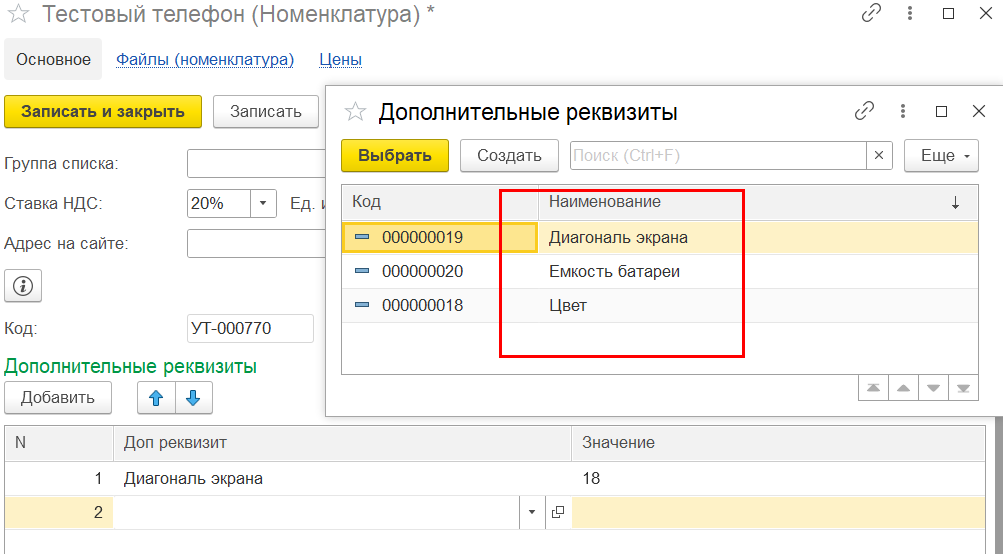 Тестовый телефон (Номенклатура) *
Основное Файлы (номенклатура) Цены
Записать и закрыть Записать
Группа списка:
Ставка НДС: 20% Ед. и
Адрес на сайте:
Код: УТ-000770
Дополнительные реквизиты
Выбрать Создать Поиск (Ctrl+F) × Еще
Код Наименование
000000019 Диагональ экрана
000000020 Емкость батареи
000000018 Цвет
Дополнительные реквизиты
Добавить
N Доп реквизит Значение
1 Диагональ экрана 18
2